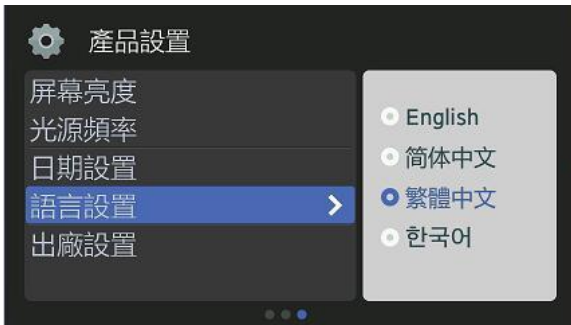 產品設置
屏幕亮度
光源頻率
日期設置
語言設置
出廠設置
English
简体中文
繁體中文
한국어